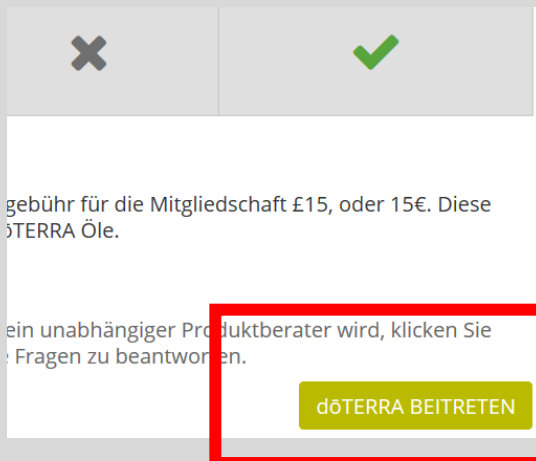 gebühr für die Mitgliedschaft £15, oder 15€. Diese
ōTERRA Öle.
ein unabhängiger Produktberater wird, klicken Sie
Fragen zu beantworten.
dōTERRA BEITRETEN